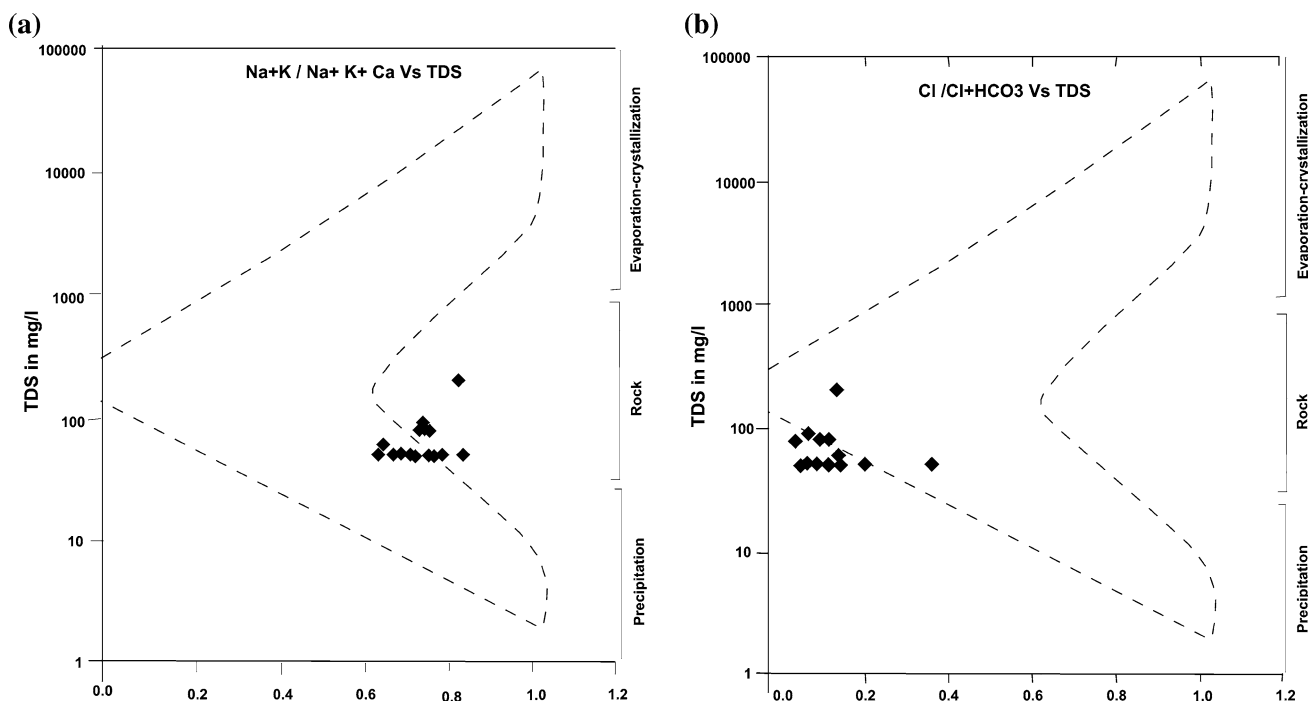 (a)
Na+K / Na+ K+ Ca Vs TDS
100000
10000
1000
100
10
1
TDS in mg/l
0.0 0.2 0.4 0.6 0.8 1.0 1.2
Evaporation-crystallization
Rock
Precipitation
(b)
Cl /Cl+HCO3 Vs TDS
100000
10000
1000
100
10
1
TDS in mg/l
0.0 0.2 0.4 0.6 0.8 1.0 1.2
Evaporation-crystallization
Rock
Precipitation